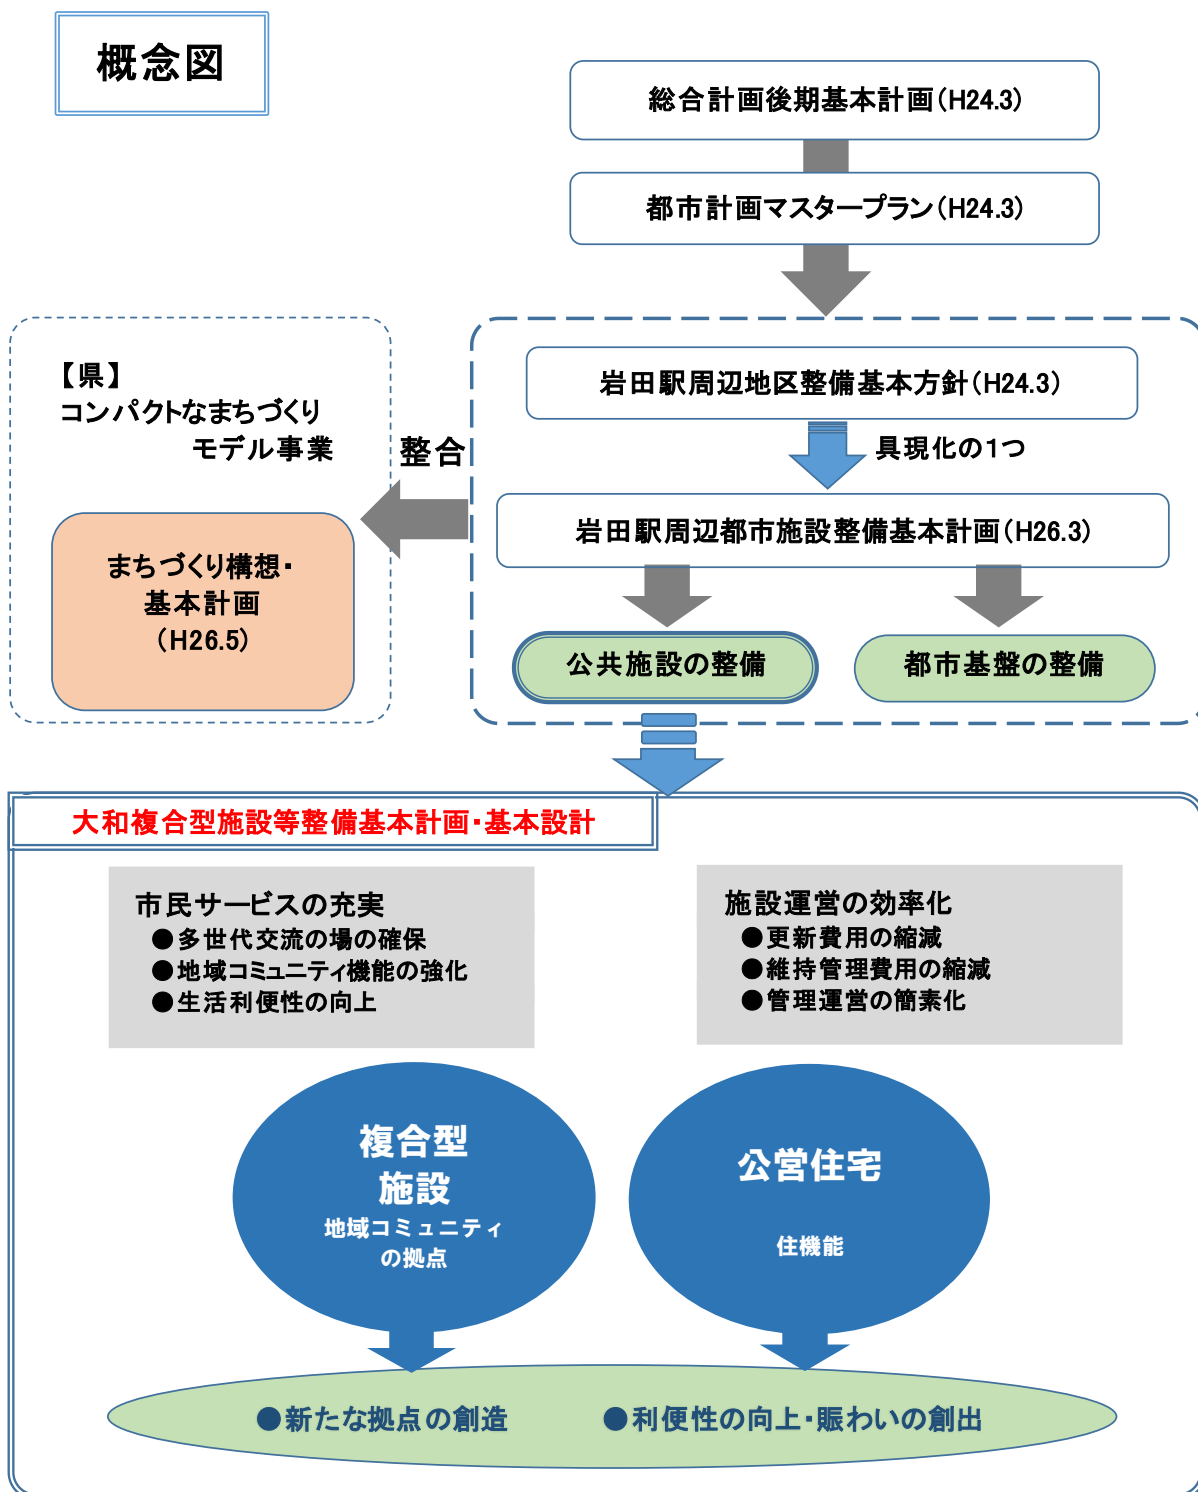 概念図
総合計画後期基本計画(H24.3)
都市計画マスタープラン(H24.3)
【県】
コンパクトなまちづくり
モデル事業
まちづくり構想・
基本計画
(H26.5)
整合
岩田駅周辺地区整備基本方針(H24.3)
具現化の1つ
岩田駅周辺都市施設整備基本計画(H26.3)
公共施設の整備
都市基盤の整備
大和複合型施設等整備基本計画・基本設計
市民サービスの充実
●多世代交流の場の確保
●地域コミュニティ機能の強化
●生活利便性の向上
施設運営の効率化
●更新費用の縮減
●維持管理費用の縮減
●管理運営の簡素化
複合型
施設
地域コミュニティ
の拠点
公営住宅
住機能
●新たな拠点の創造
●利便性の向上・賑わいの創出